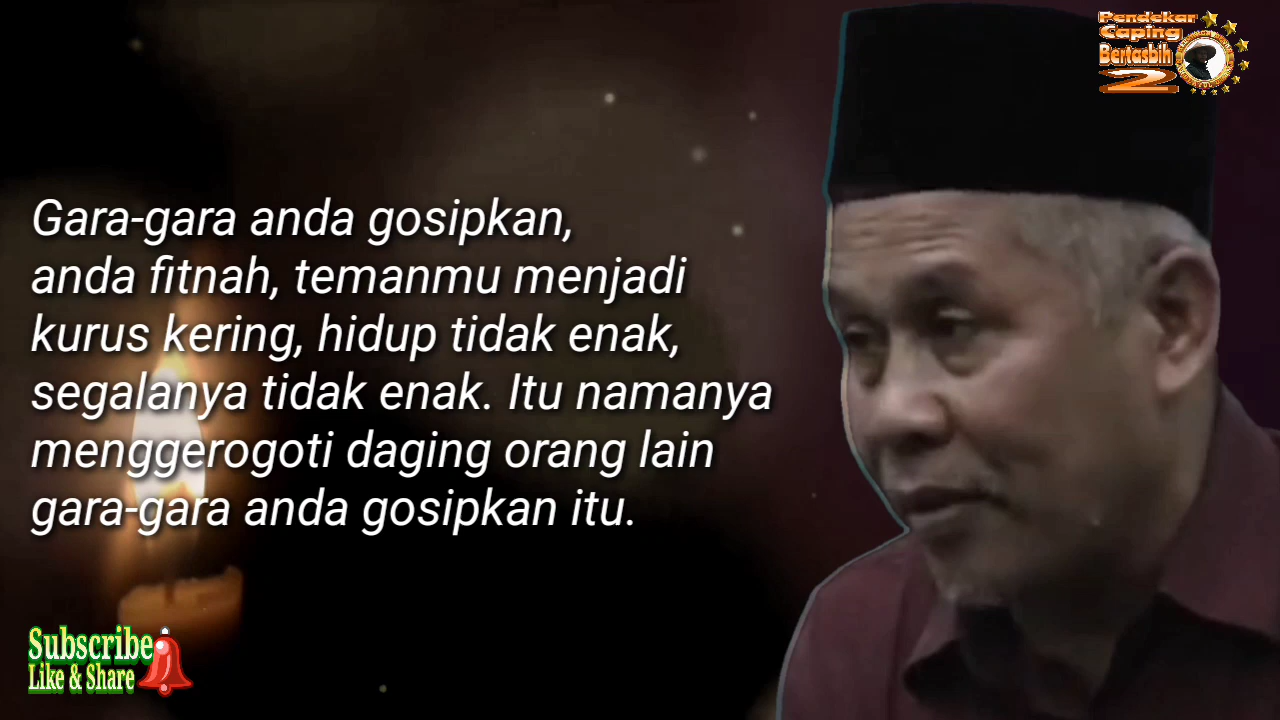 Pendekar
Caping
Bertasbih
2
Gara-gara anda gosipkan,
anda fitnah, temanmu menjadi
kurus kering, hidup tidak enak,
segalanya tidak enak. Itu namanya
menggerogoti daging orang lain
gara-gara anda gosipkan itu.
Subscribe
Like & Share